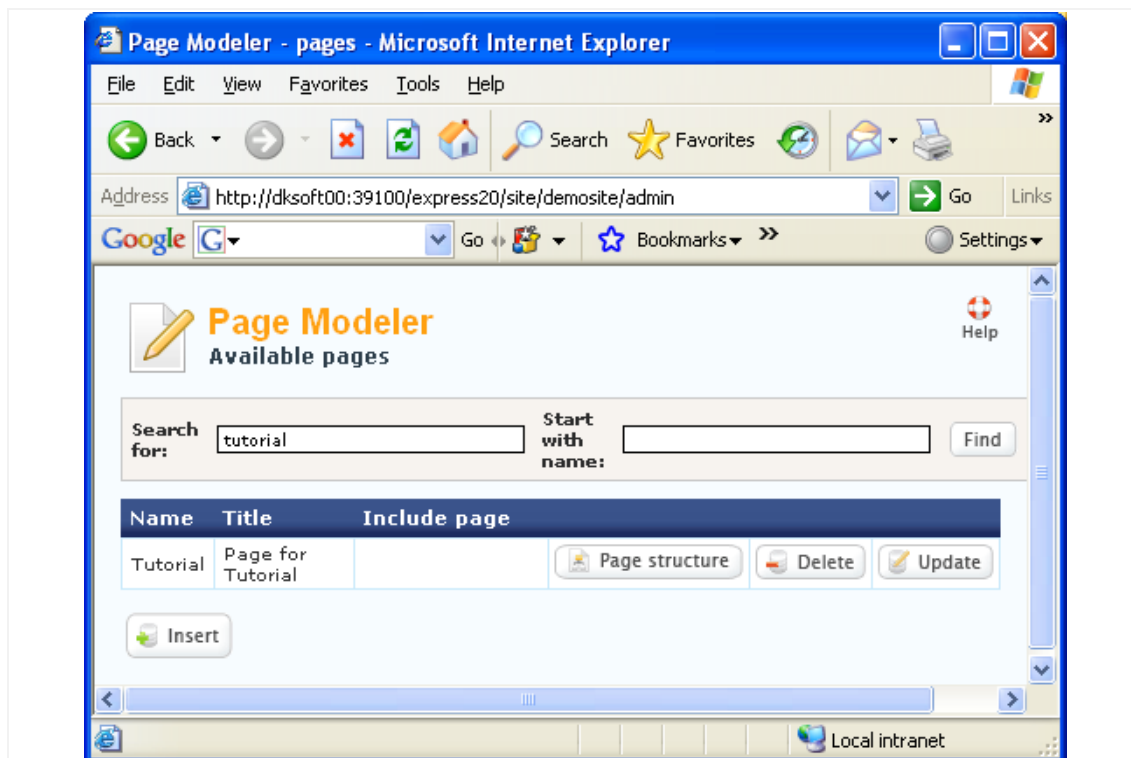 Page Modeler - pages - Microsoft Internet Explorer
File Edit View Favorites Tools Help
Back Search Favorites
Address http://dksoft00:39100/express20/site/demosite/admin Go Links
Google G Go Bookmarks Settings
Page Modeler
Available pages
Help
Search for: tutorial Start with name: Find
Name Title Include page
Tutorial Page for Tutorial Page structure Delete Update
Insert
Local intranet